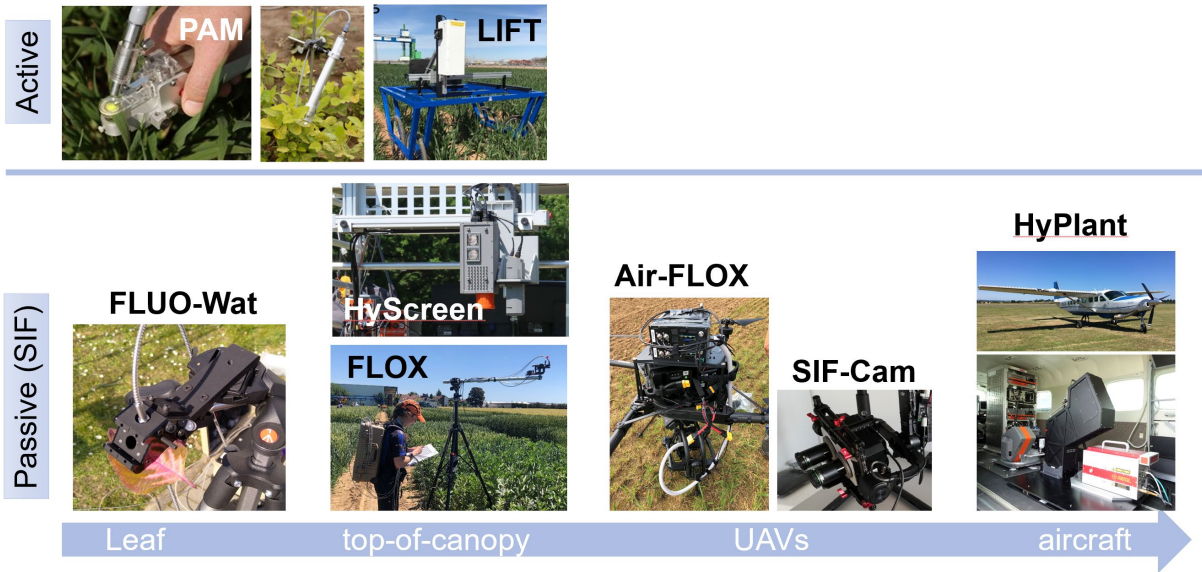 Active
PAM
LIFT
Passive (SIF)
FLUO-Wat
HyScreen
FLOX
Air-FLOX
SIF-Cam
HyPlant
Leaf
top-of-canopy
UAVs
aircraft